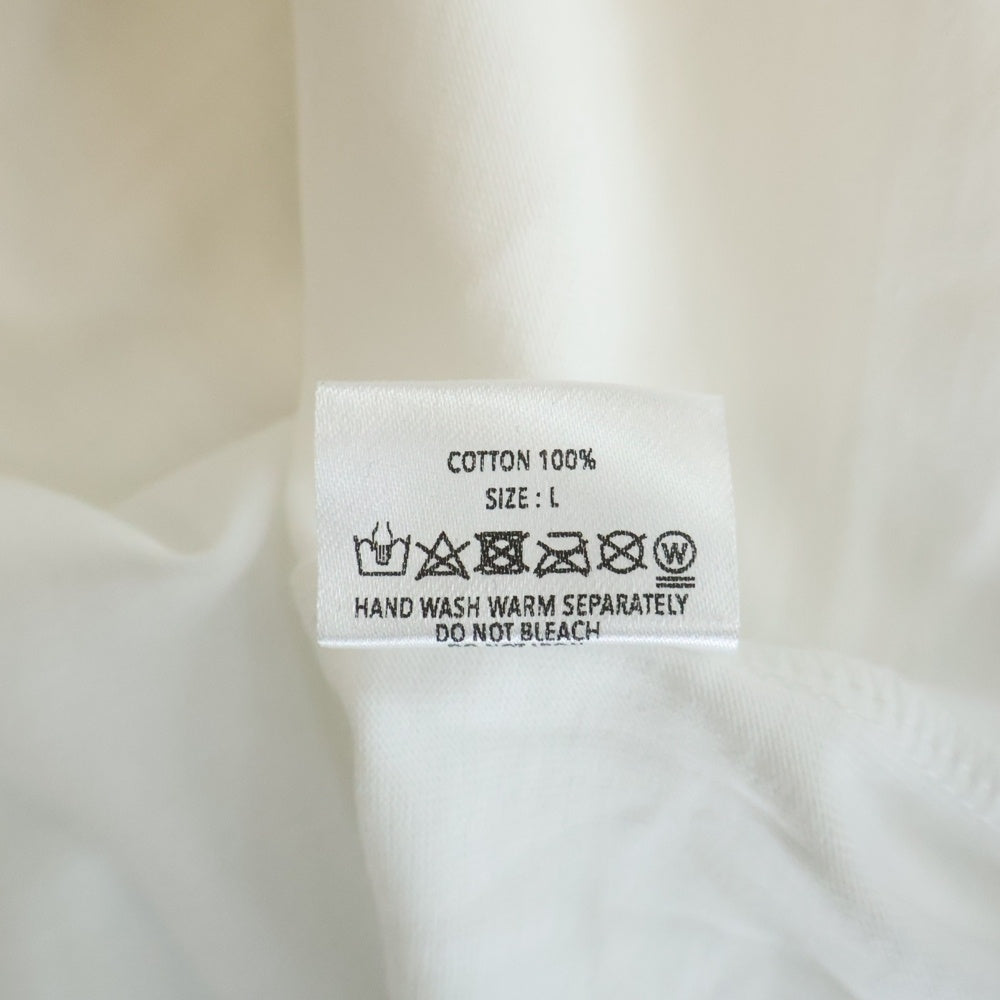 COTTON 100%
SIZE : L
W
HAND WASH WARM SEPARATELY
DO NOT BLEACH